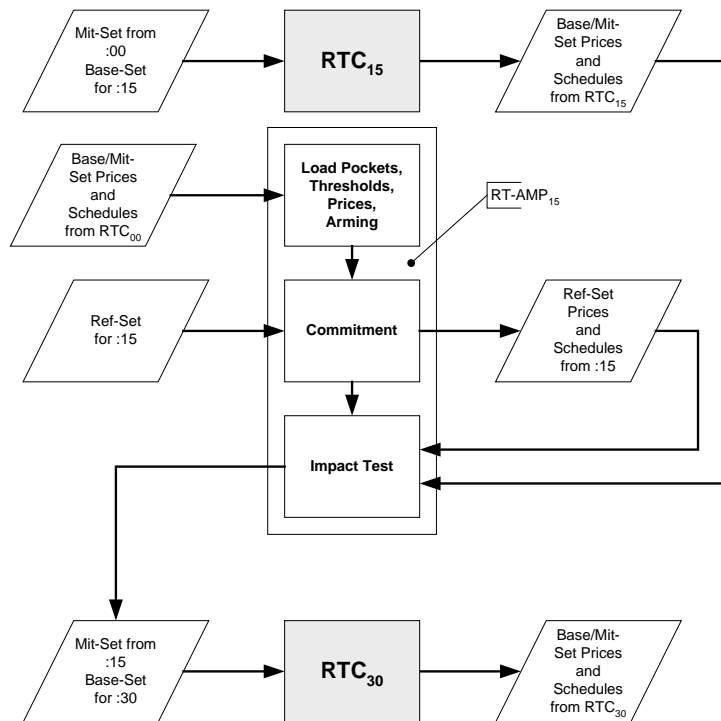 Mit-Set from
:00
Base-Set
for :15
RTC15
Base/Mit-
Set Prices
and
Schedules
from RTC15
Base/Mit-
Set Prices
and
Schedules
from RTC00
Load Pockets,
Thresholds,
Prices,
Arming
RT-AMP15
Ref-Set
for :15
Commitment
Ref-Set
Prices
and
Schedules
from :15
Impact Test
Mit-Set from
:15
Base-Set
for :30
RTC30
Base/Mit-
Set Prices
and
Schedules
from RTC30